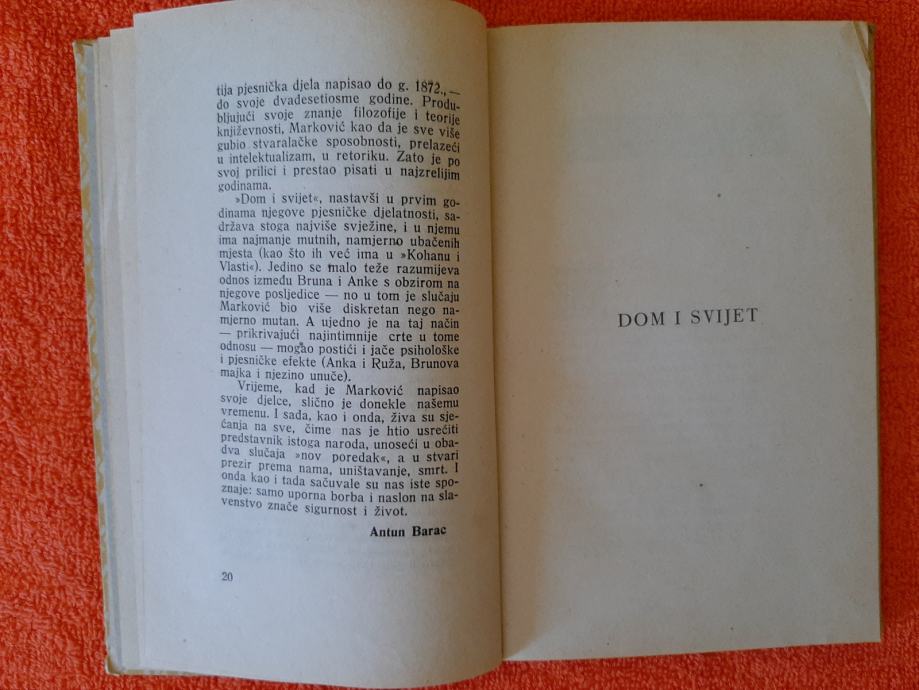 tija pjesnička djela napisao do g. 1872., —
do svoje dvadesetiosme godine. Produ-
bljujući svoje znanje filozofije i teorije
književnosti, Marković kao da je sve više
gubio stvaralačke sposobnosti, prelazeći
u intelektualizam, u retoriku. Zato je po
svoj prilici i prestao pisati u najzrelijim
godinama.
»Dom i svijet«, nastavši u prvim go-
dinama njegove pjesničke djelatnosti, sa-
država stoga najviše svježine, i u njemu
ima najmanje mutnih, namjerno ubačenih
mjesta (kao što ih već ima u »Kohanu i
Vlasti«). Jedino se malo teže razumijeva
odnos između Bruna i Anke s obzirom na
njegove posljedice — no u tom je slučaju
Marković bio više diskretan nego na-
mjerno mutan. A ujedno je na taj način
— prikrivajući najintimnije crte u tome
odnosu — mogao postići i jače psihološke
i pjesničke efekte (Anka i Ruža, Brunova
majka i njezino unuče).
Vrijeme, kad je Marković napisao
svoje djelce, slično je donekle našemu
vremenu. I sada, kao i onda, živa su sje-
ćanja na sve, čime nas je htio usrećiti
predstavnik istoga naroda, unoseći u oba-
dva slučaja »nov poredak«, a u stvari
prezir prema nama, uništavanje, smrt. I
onda kao i tada sačuvale su nas iste spo-
znaje: samo uporna borba i naslon na sla-
venstvo znače sigurnost i život.
Antun Barac
20
DOM I SVIJET